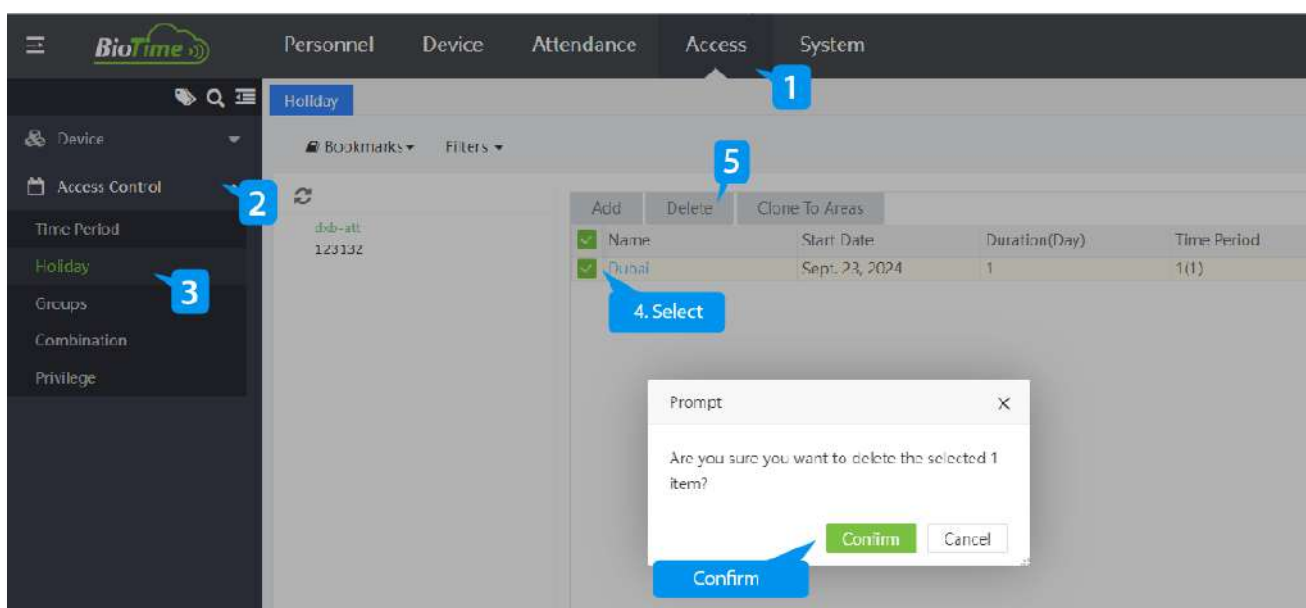 BioTime
Personnel Device Attendance Access System
1
Holiday
Device
Bookmarks Filters
5
Access Control
2
Add Delete Clone To Areas
Time Period
dxb-att
123132
Name Start Date Duration(Day) Time Period
Holiday
3
Dubai Sept. 23, 2024 1 1(1)
Groups
4. Select
Combination
Privilege
Prompt
Are you sure you want to delete the selected 1
item?
Confirm Cancel
Confirm